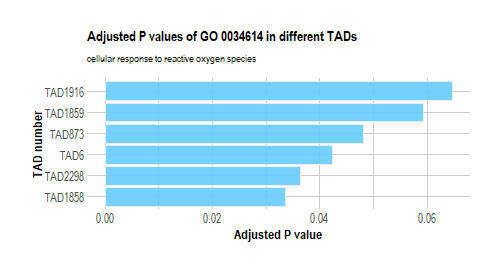 Adjusted P values of GO 0034614 in different TADs
cellular response to reactive oxygen species
TAD number
TAD1916
TAD1859
TAD873
TAD6
TAD2298
TAD1858
0.00 0.02 0.04 0.06
Adjusted P value